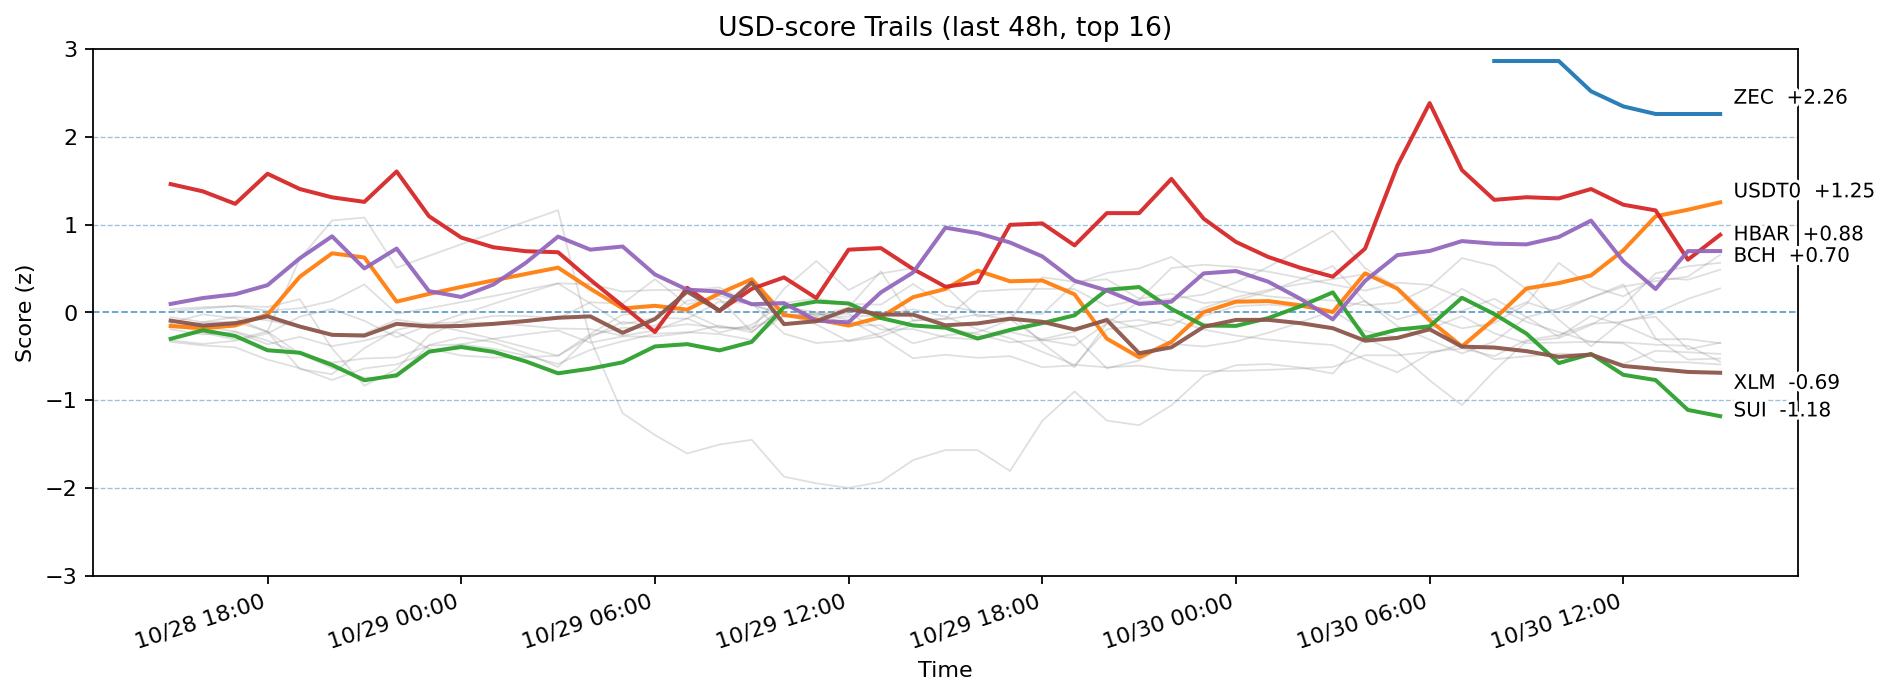 USD-score Trails (last 48h, top 16)
3
2
1
0
−1
−2
−3
Score (z)
ZEC +2.26
USDT0 +1.25
HBAR +0.88
BCH +0.70
XLM -0.69
SUI -1.18
10/28 18:00
10/29 00:00
10/29 06:00
10/29 12:00
10/29 18:00
10/30 00:00
10/30 06:00
10/30 12:00
Time